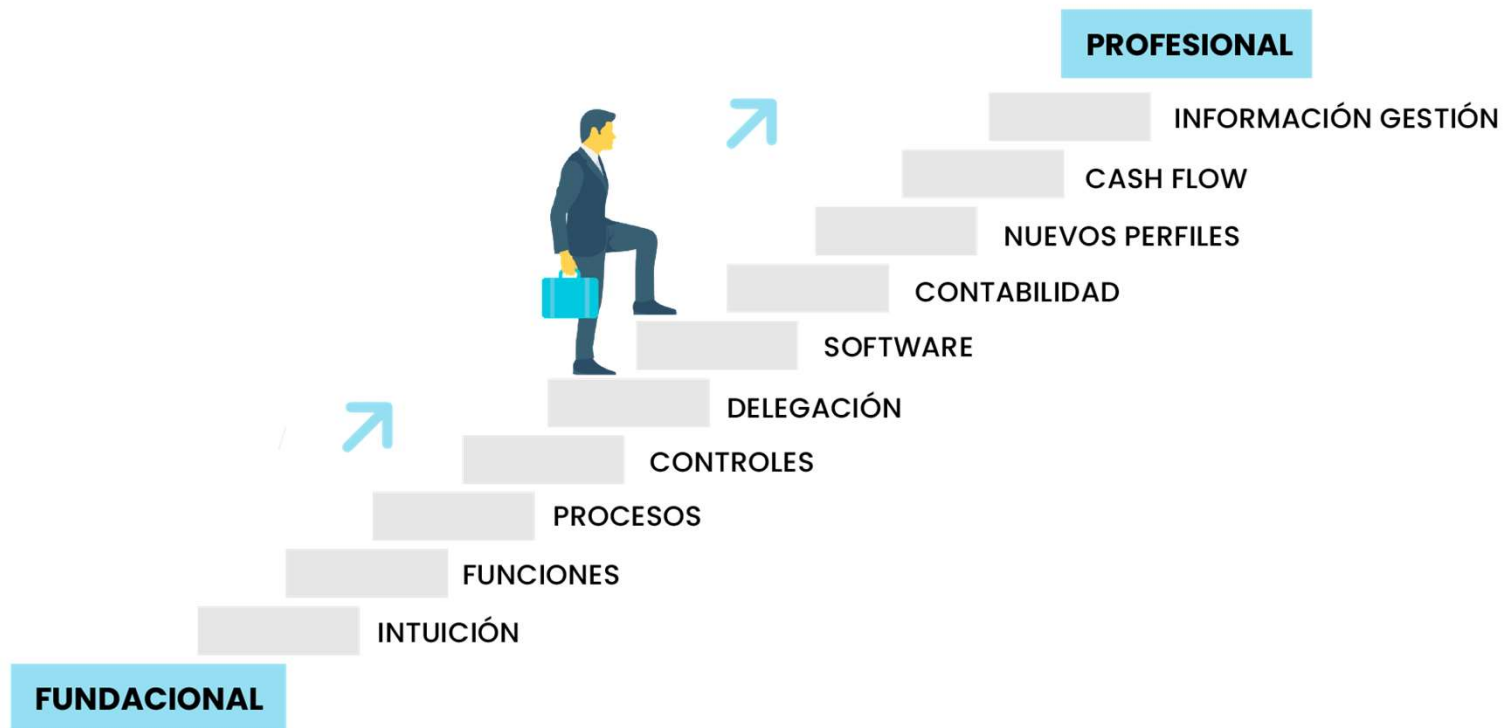 PROFESIONAL
INFORMACIÓN GESTIÓN
CASH FLOW
NUEVOS PERFILES
CONTABILIDAD
SOFTWARE
DELEGACIÓN
CONTROLES
PROCESOS
FUNCIONES
INTUICIÓN
FUNDACIONAL